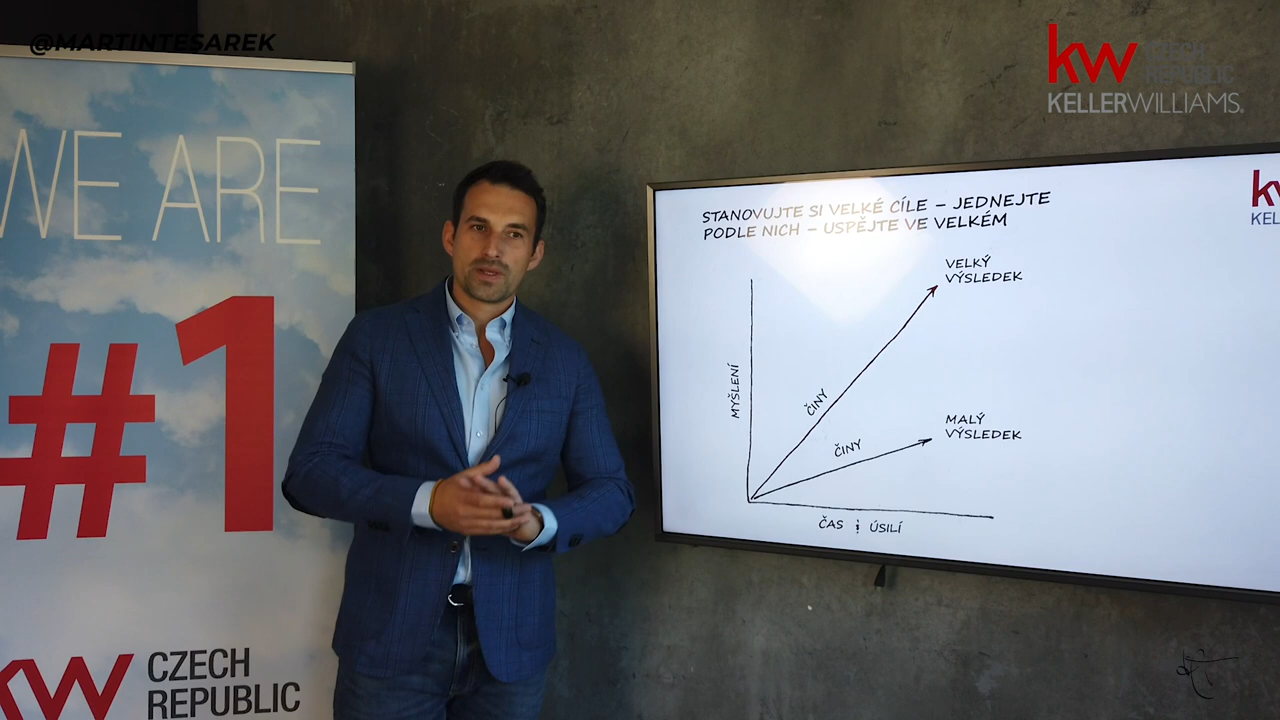 @MARTINTESAREK
WE ARE
#1
kw CZECH
REPUBLIC
kw CZECH
REPUBLIC
KELLERWILLIAMS.
STANOVUJTE SI VELKÉ CÍLE – JEDNEJTE
PODLE NICH – USPĚJTE VE VELKÉM
VELKÝ
VÝSLEDEK
MYŠLENÍ
ČINY
MALÝ
VÝSLEDEK
ČINY
ČAS i ÚSILÍ